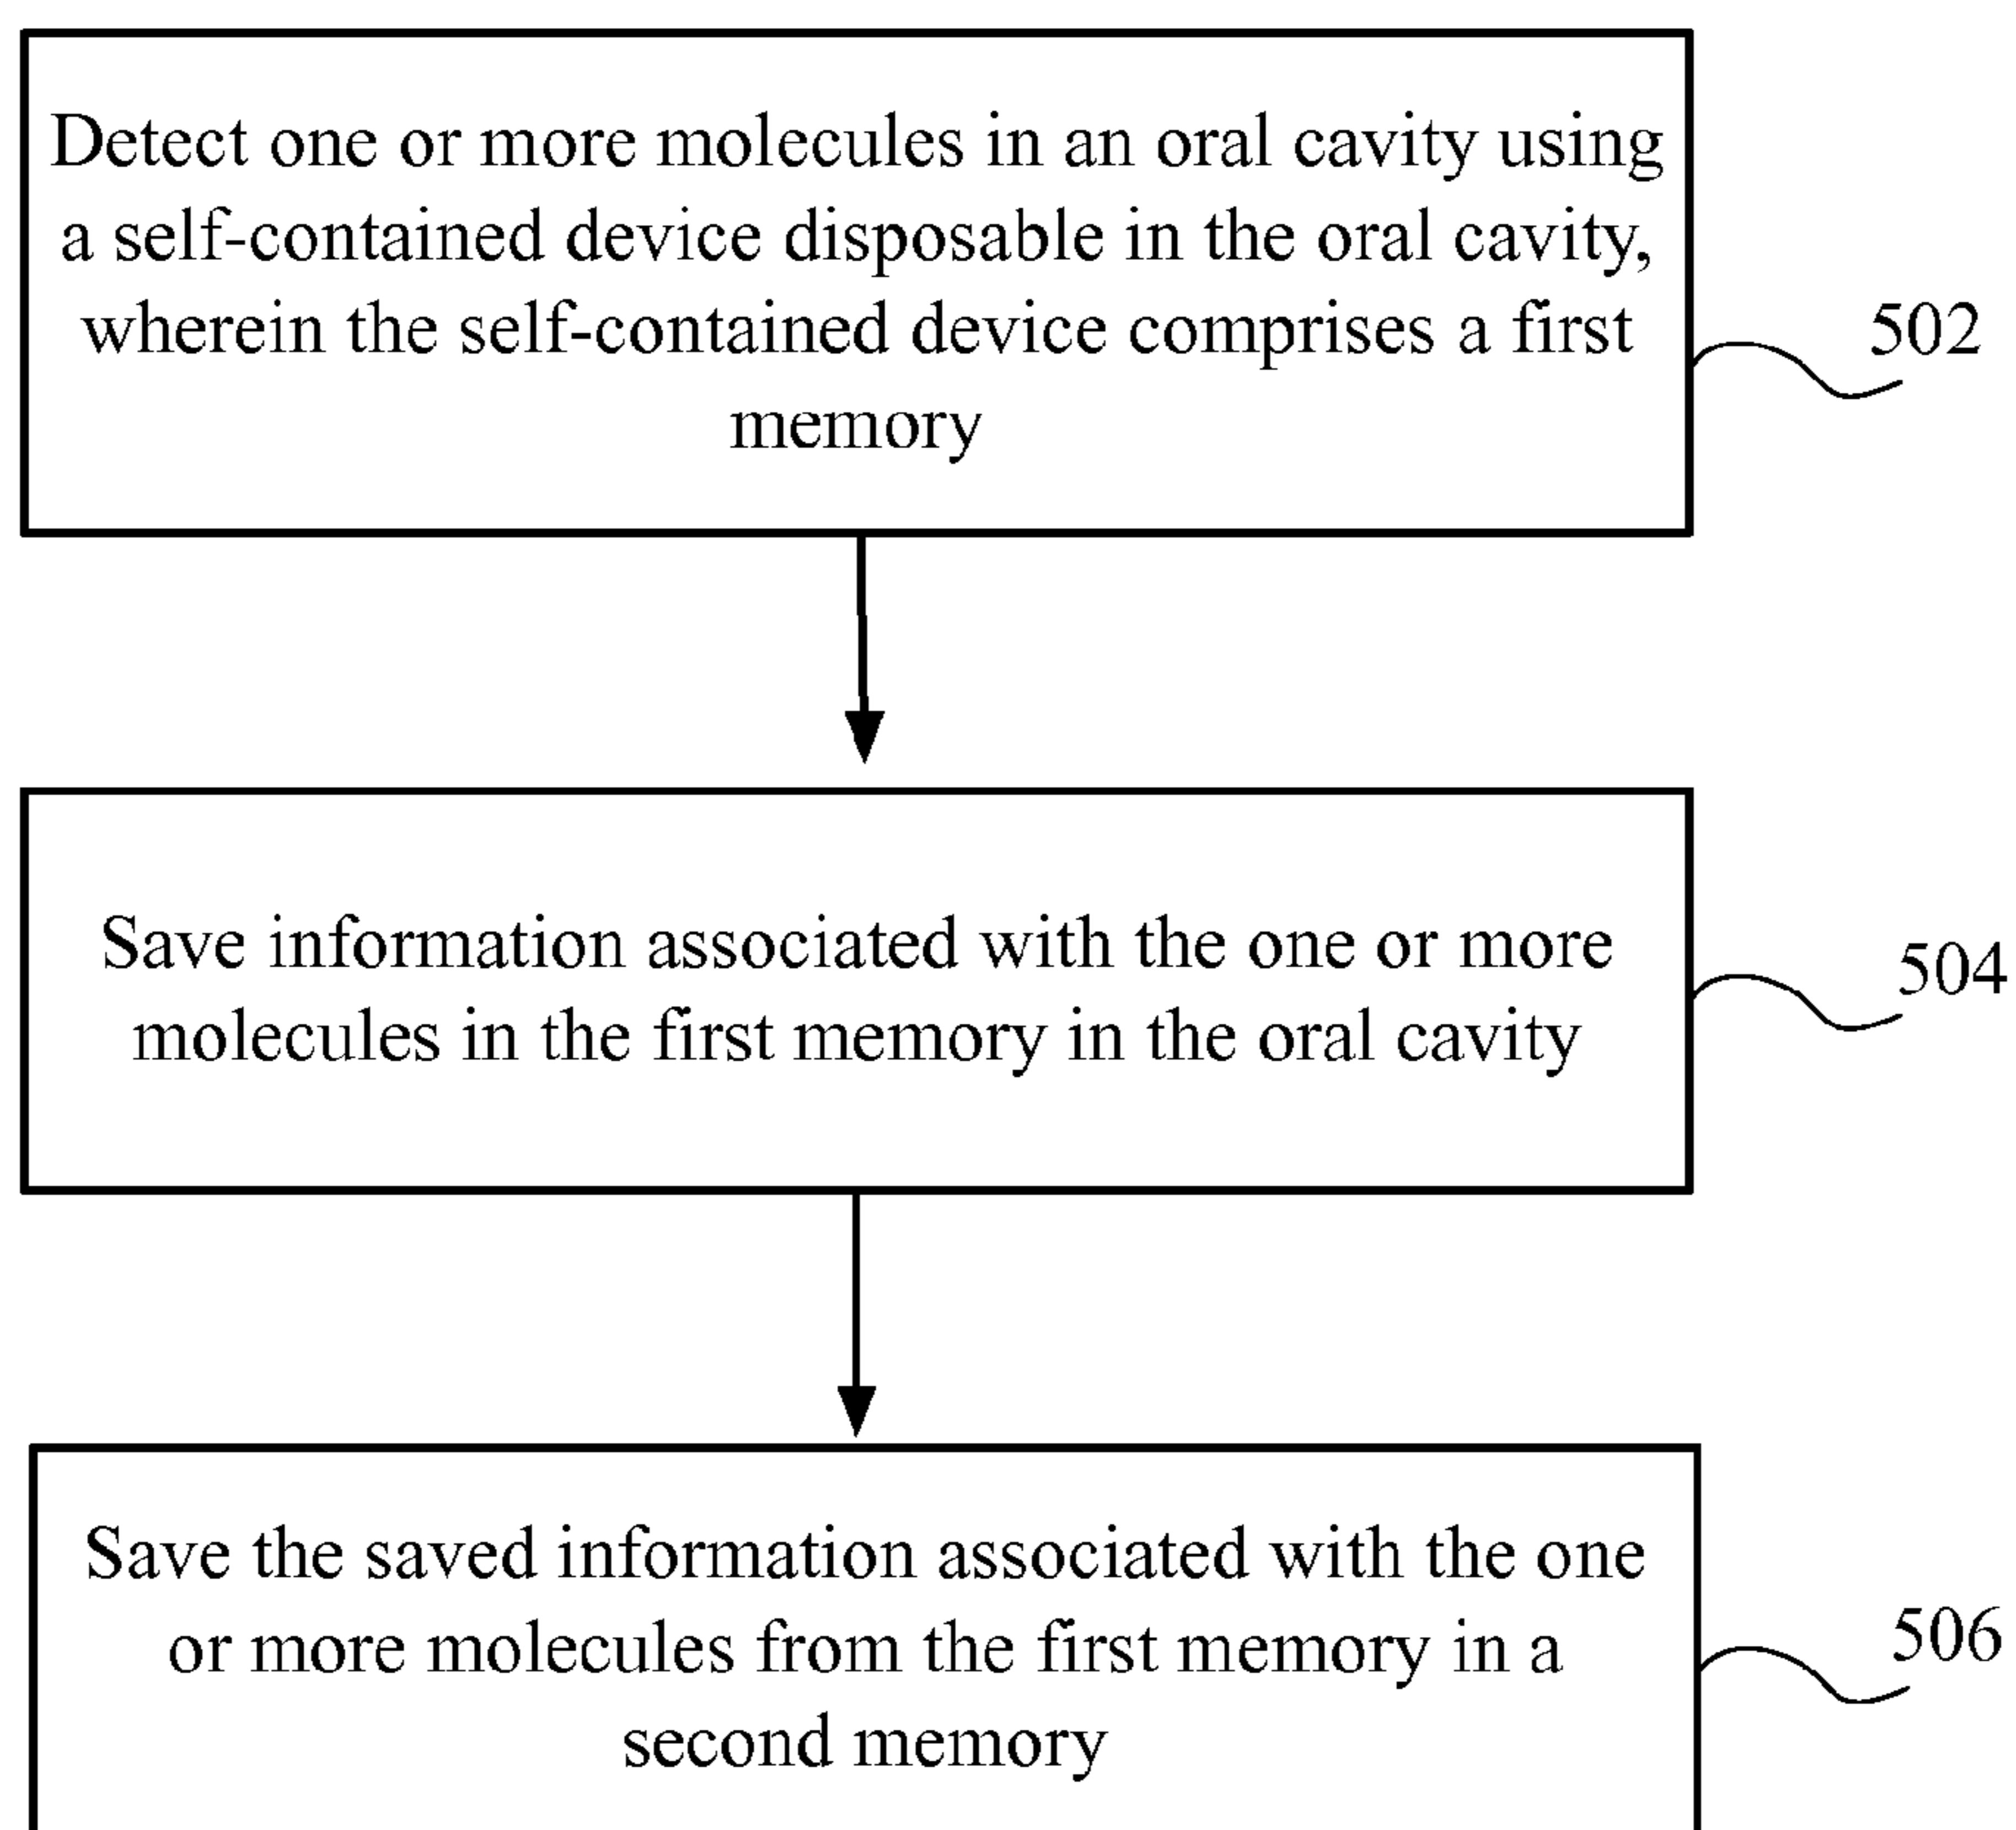 Detect one or more molecules in an oral cavity using
a self-contained device disposable in the oral cavity,
wherein the self-contained device comprises a first
memory
502
Save information associated with the one or more
molecules in the first memory in the oral cavity
504
Save the saved information associated with the one
or more molecules from the first memory in a
second memory
506